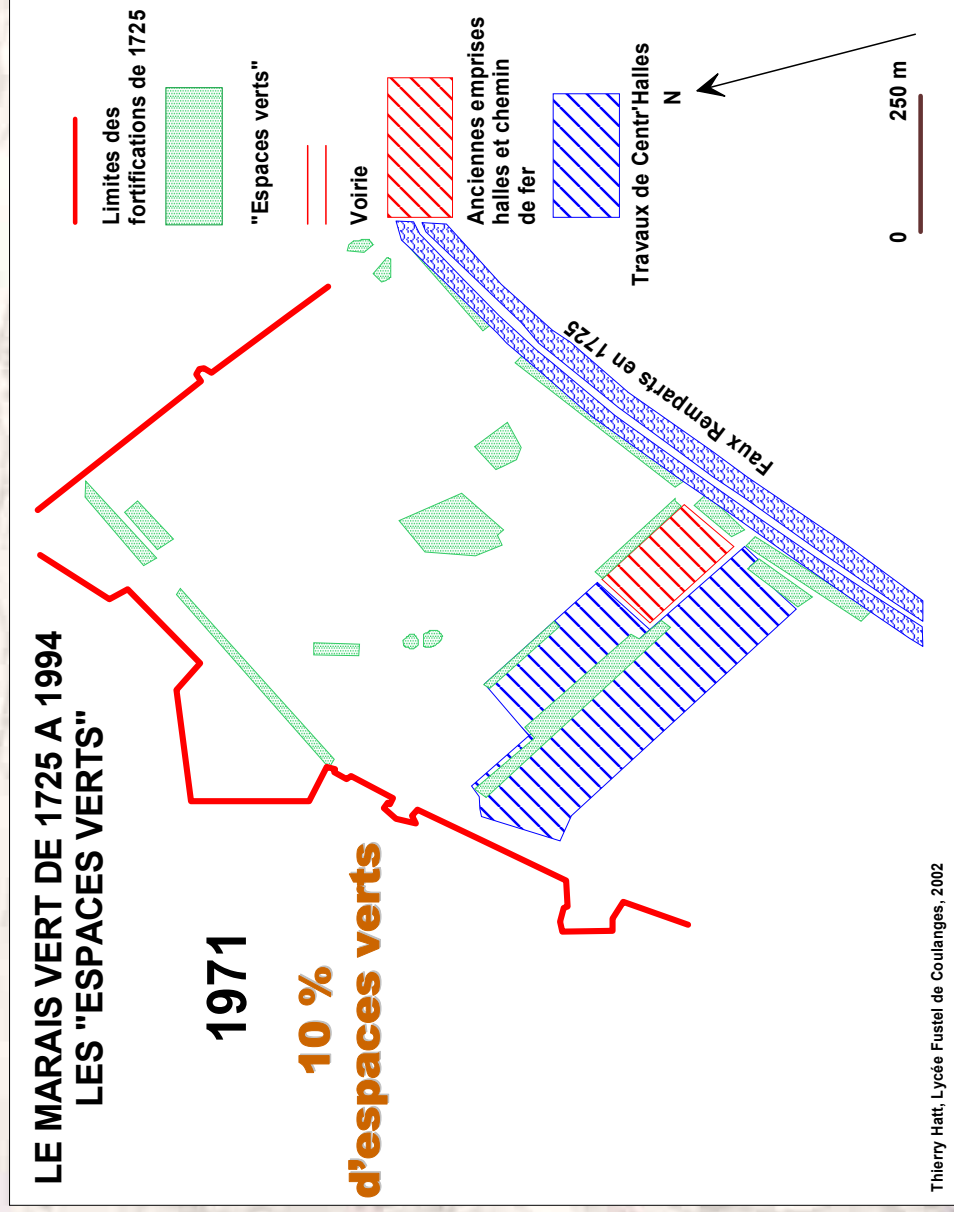 LE MARAIS VERT DE 1725 A 1994
LES "ESPACES VERTS"
1971
10 %
d'espaces verts
Limites des
fortifications de 1725
"Espaces verts"
Voirie
Anciennes emprises
halles et chemin
de fer
Travaux de Centr'Halles
N
0
250 m
Faux Remparts en 1725
Thierry Hatt, Lycée Fustel de Coulanges, 2002